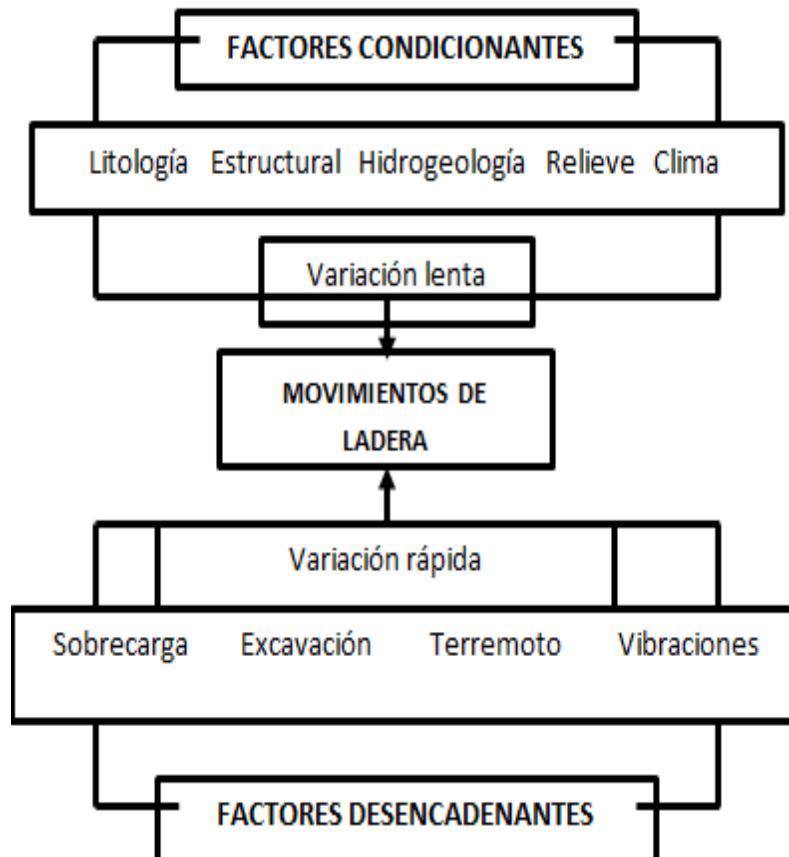 FACTORES CONDICIONANTES
Litología Estructural Hidrogeología Relieve Clima
Variación lenta
MOVIMIENTOS DE
LADERA
Variación rápida
Sobrecarga Excavación Terremoto Vibraciones
FACTORES DESENCADENANTES